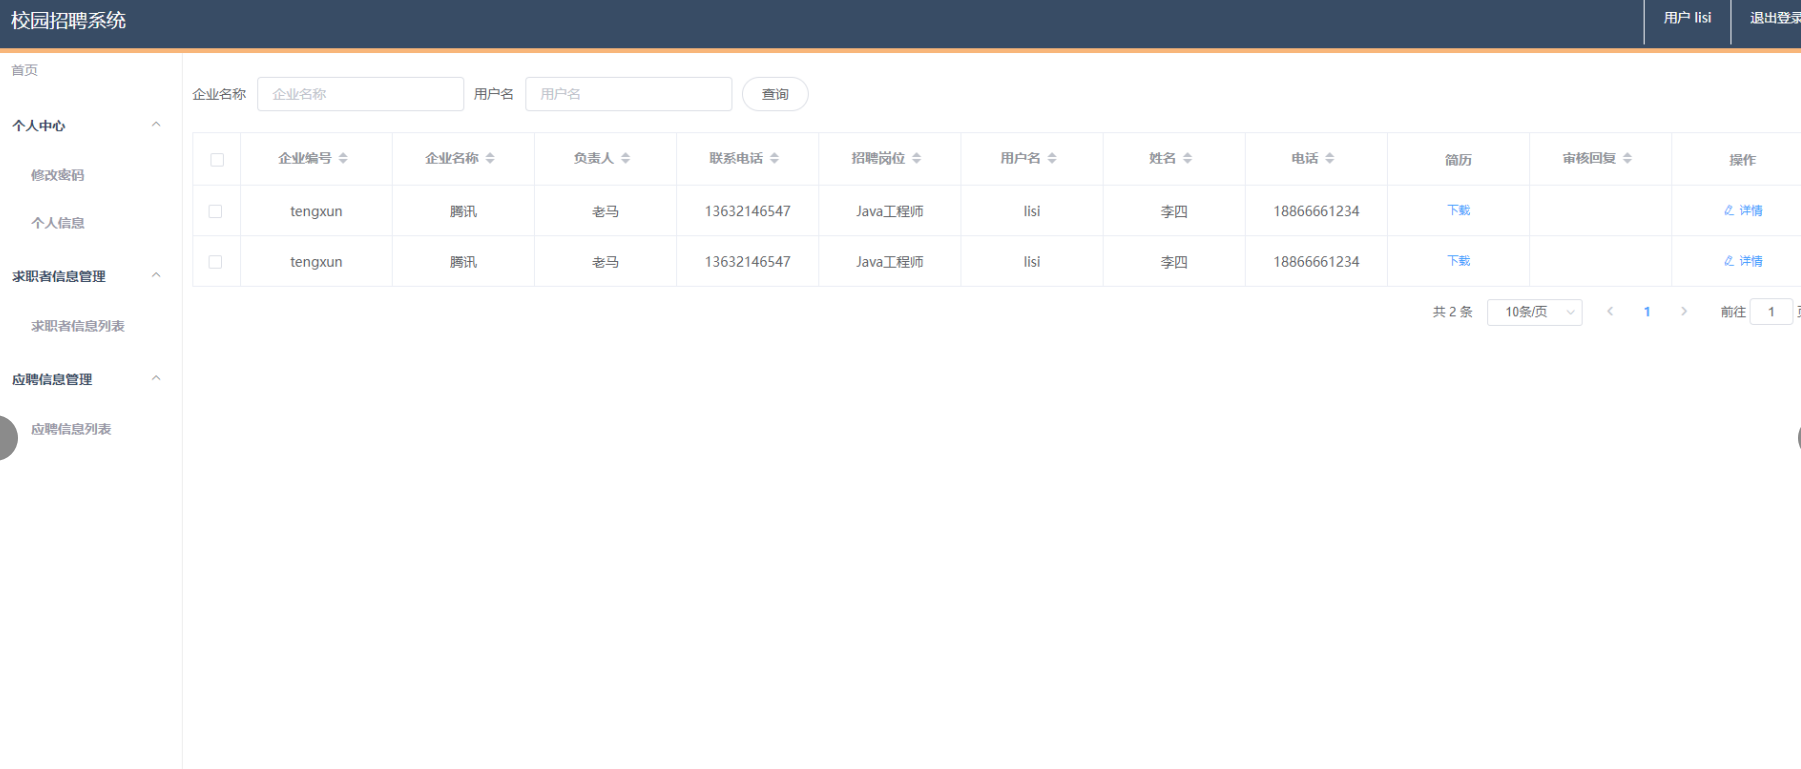 校园招聘系统
用户 lisi
退出登录
首页
个人中心
修改密码
个人信息
求职者信息管理
求职者信息列表
应聘信息管理
应聘信息列表
企业名称 企业名称 用户名 用户名 查询
企业编号 企业名称 负责人 联系电话 招聘岗位 用户名 姓名 电话 简历 审核回复 操作
tengxun 腾讯 老马 13632146547 Java工程师 lisi 李四 18866661234 下载 详情
tengxun 腾讯 老马 13632146547 Java工程师 lisi 李四 18866661234 下载 详情
共 2 条 10条/页 1 前往 1